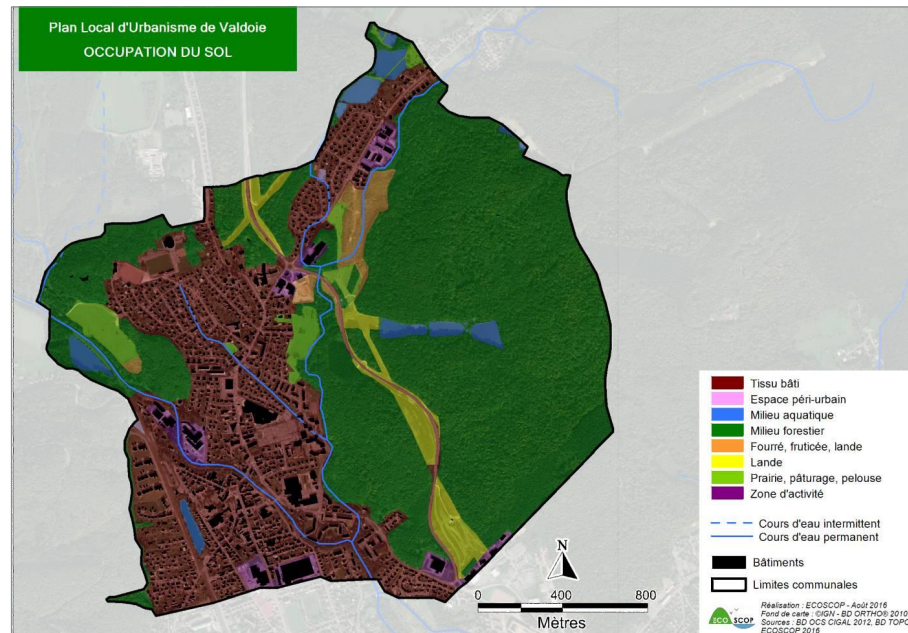 Plan Local d'Urbanisme de Valdoie
OCCUPATION DU SOL
Tissu bâti
Espace péri-urbain
Milieu aquatique
Milieu forestier
Fourré, fruticée, lande
Lande
Prairie, pâturage, pelouse
Zone d'activité
Cours d'eau intermittent
Cours d'eau permanent
Bâtiments
Limites communales
N
0 400 800
Mètres
ECO SCOP
Réalisation : ECOSCOP - Août 2016
Fond de carte : ©IGN - BD ORTHO® 2010
Sources : BD OCS CIGAL 2012, BD TOPO
ECOSCOP 2016